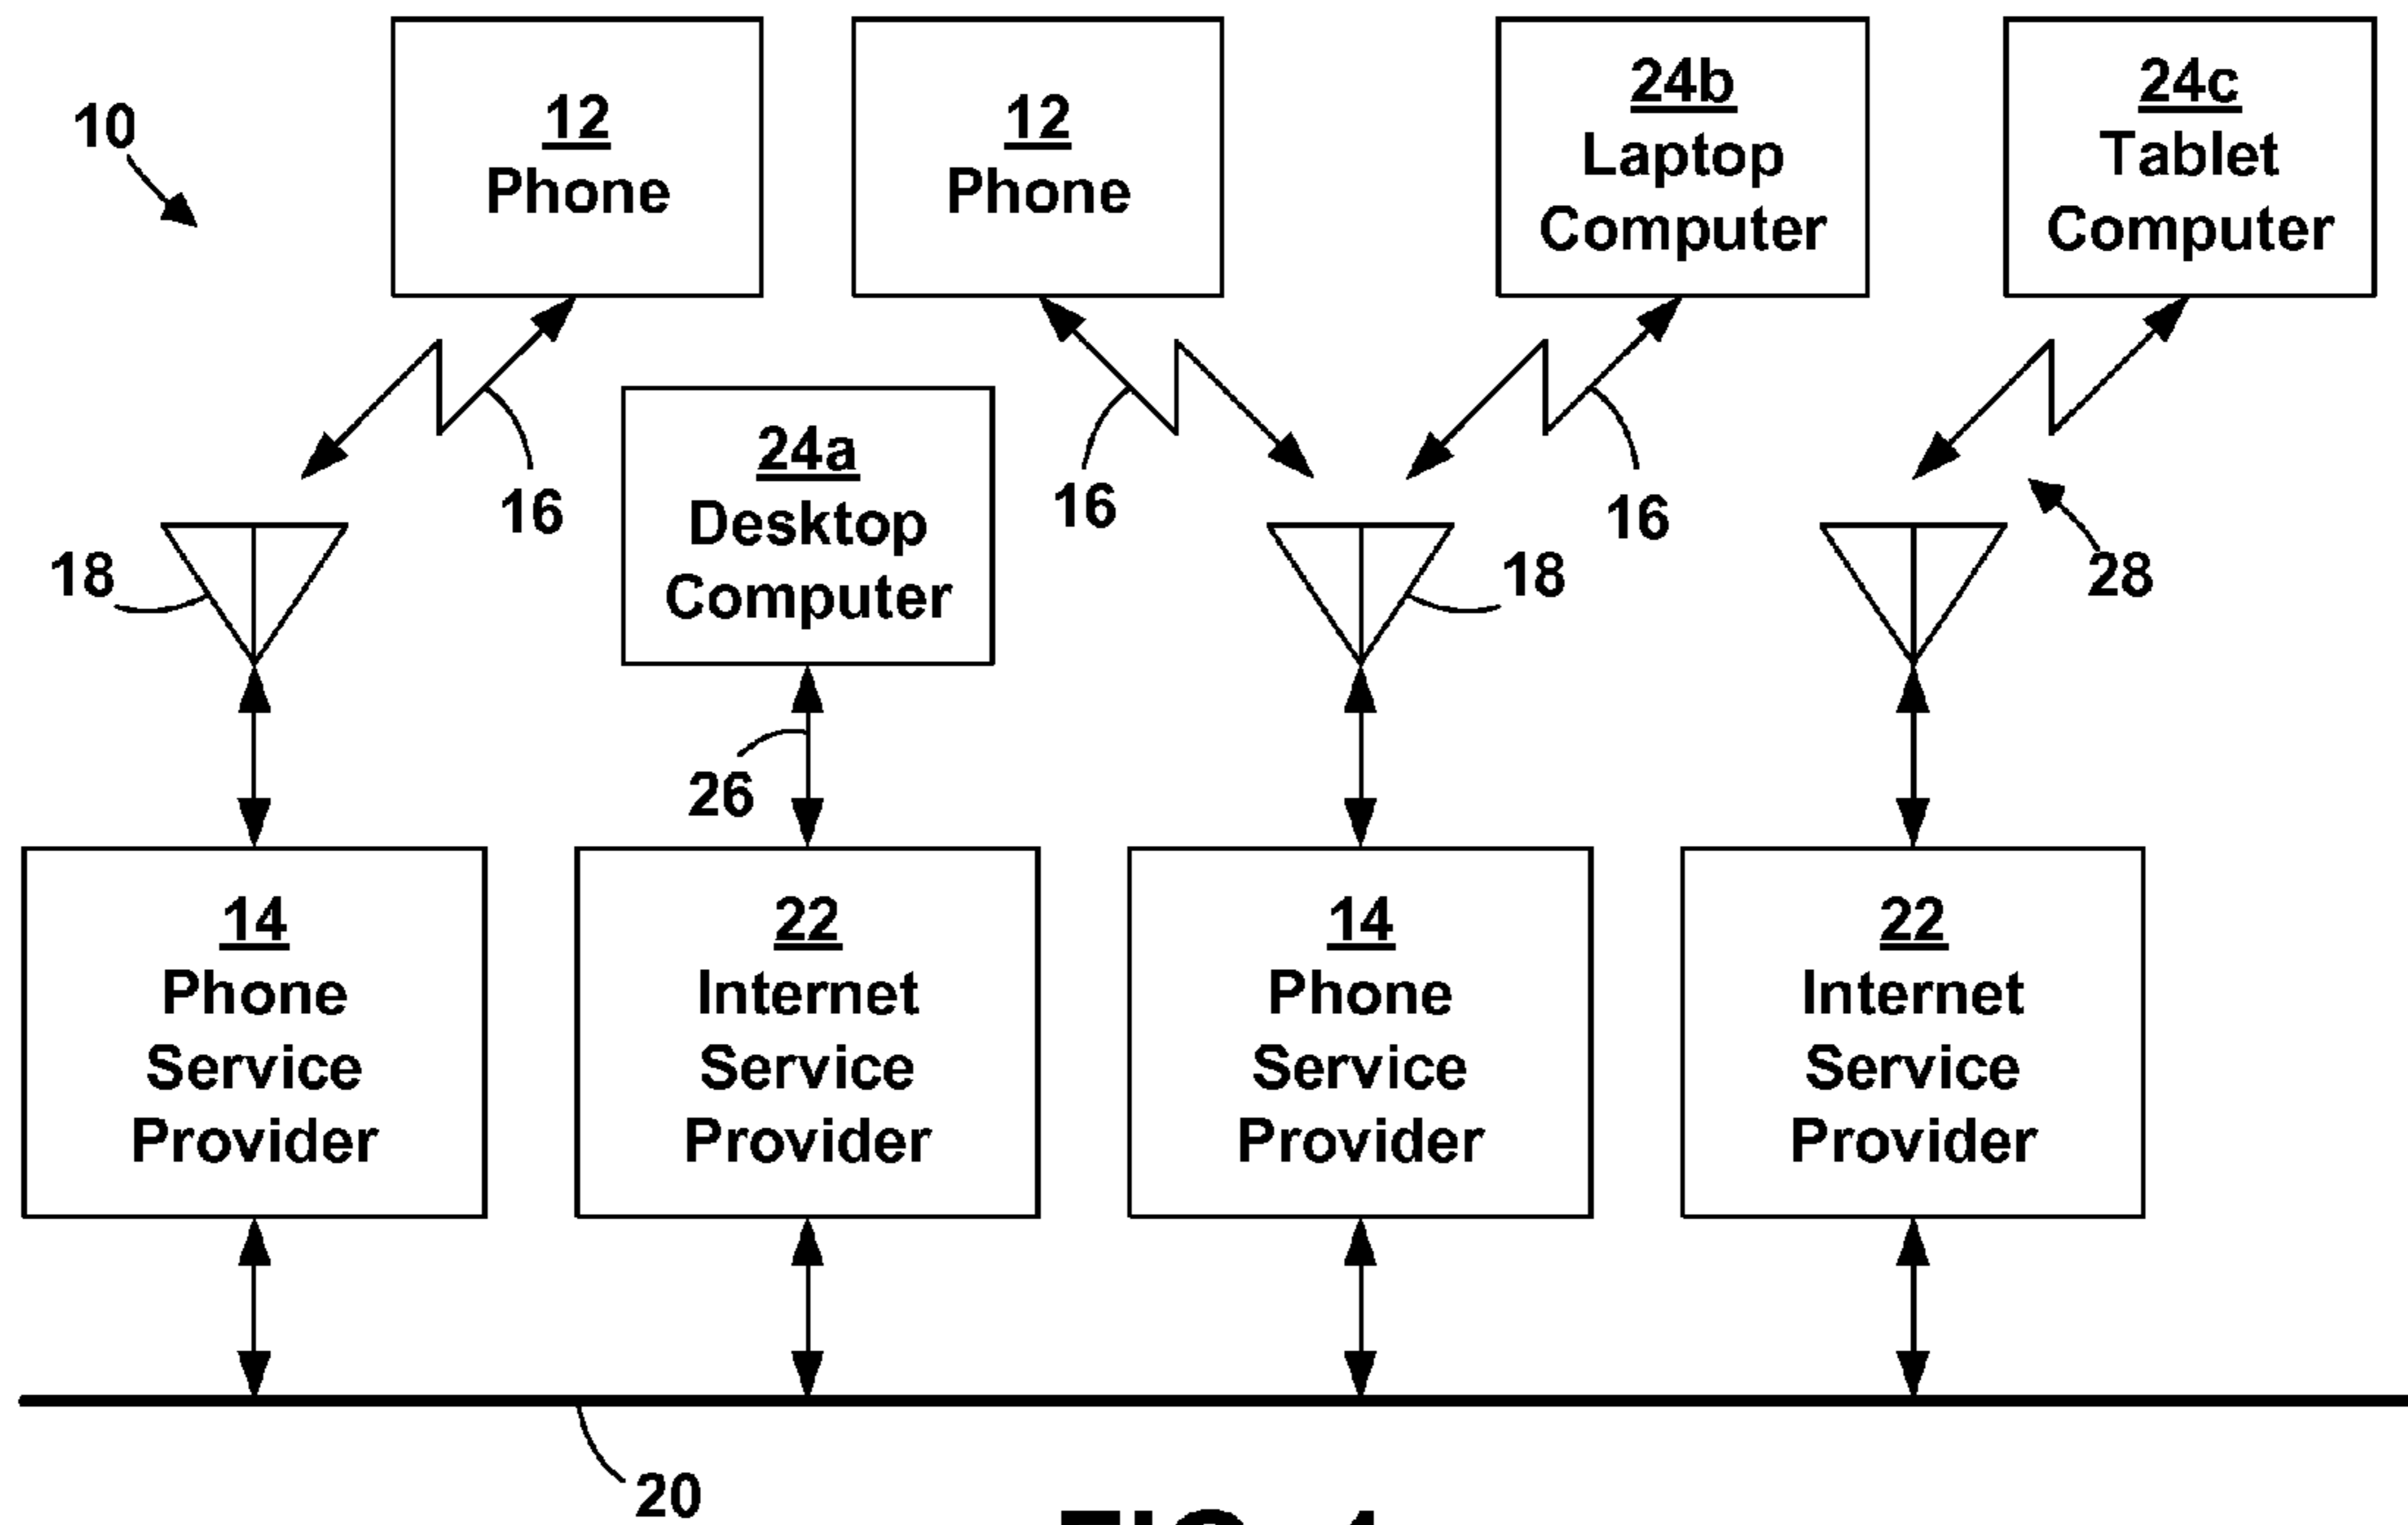 10
12
Phone
12
Phone
24b
Laptop
Computer
24c
Tablet
Computer
16
24a
Desktop
Computer
16
16
18
18
28
26
14
Phone
Service
Provider
22
Internet
Service
Provider
14
Phone
Service
Provider
22
Internet
Service
Provider
20